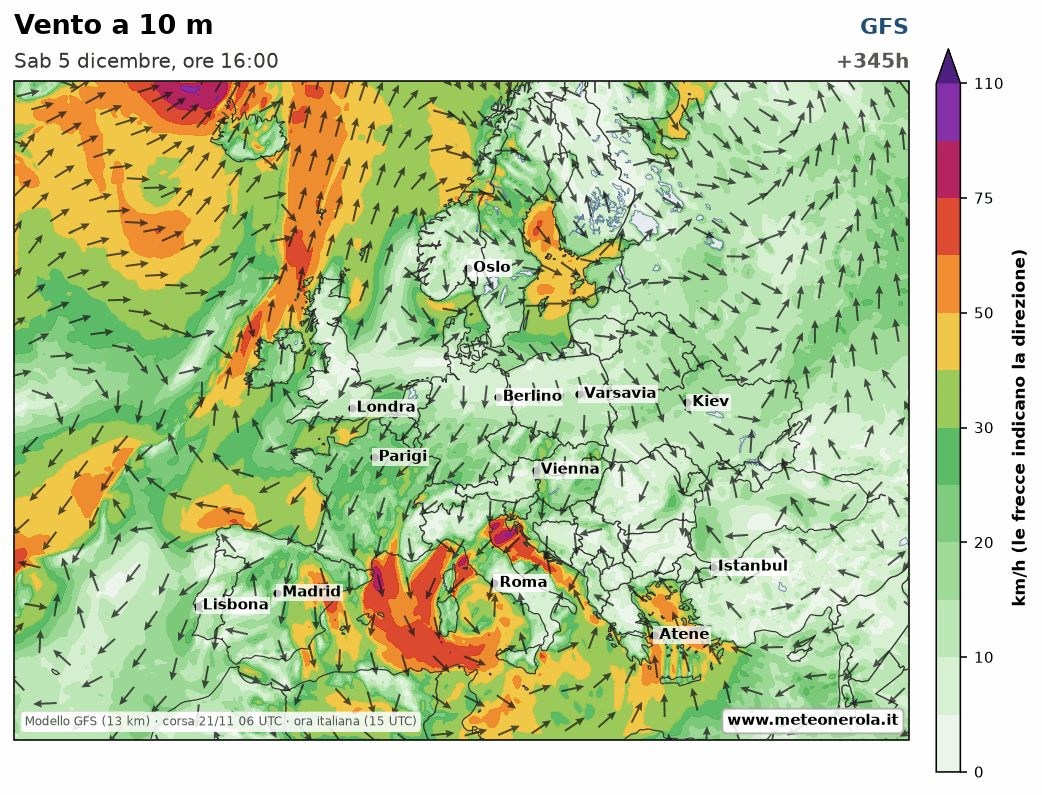 Vento a 10 m
GFS
Sab 5 dicembre, ore 16:00
+345h
110
75
50
30
20
10
0
km/h (le frecce indicano la direzione)
Oslo
Londra
Berlino
Varsavia
Kiev
Parigi
Vienna
Istanbul
Roma
Madrid
Lisbona
Atene
Modello GFS (13 km) · corsa 21/11 06 UTC · ora italiana (15 UTC)
www.meteonerola.it